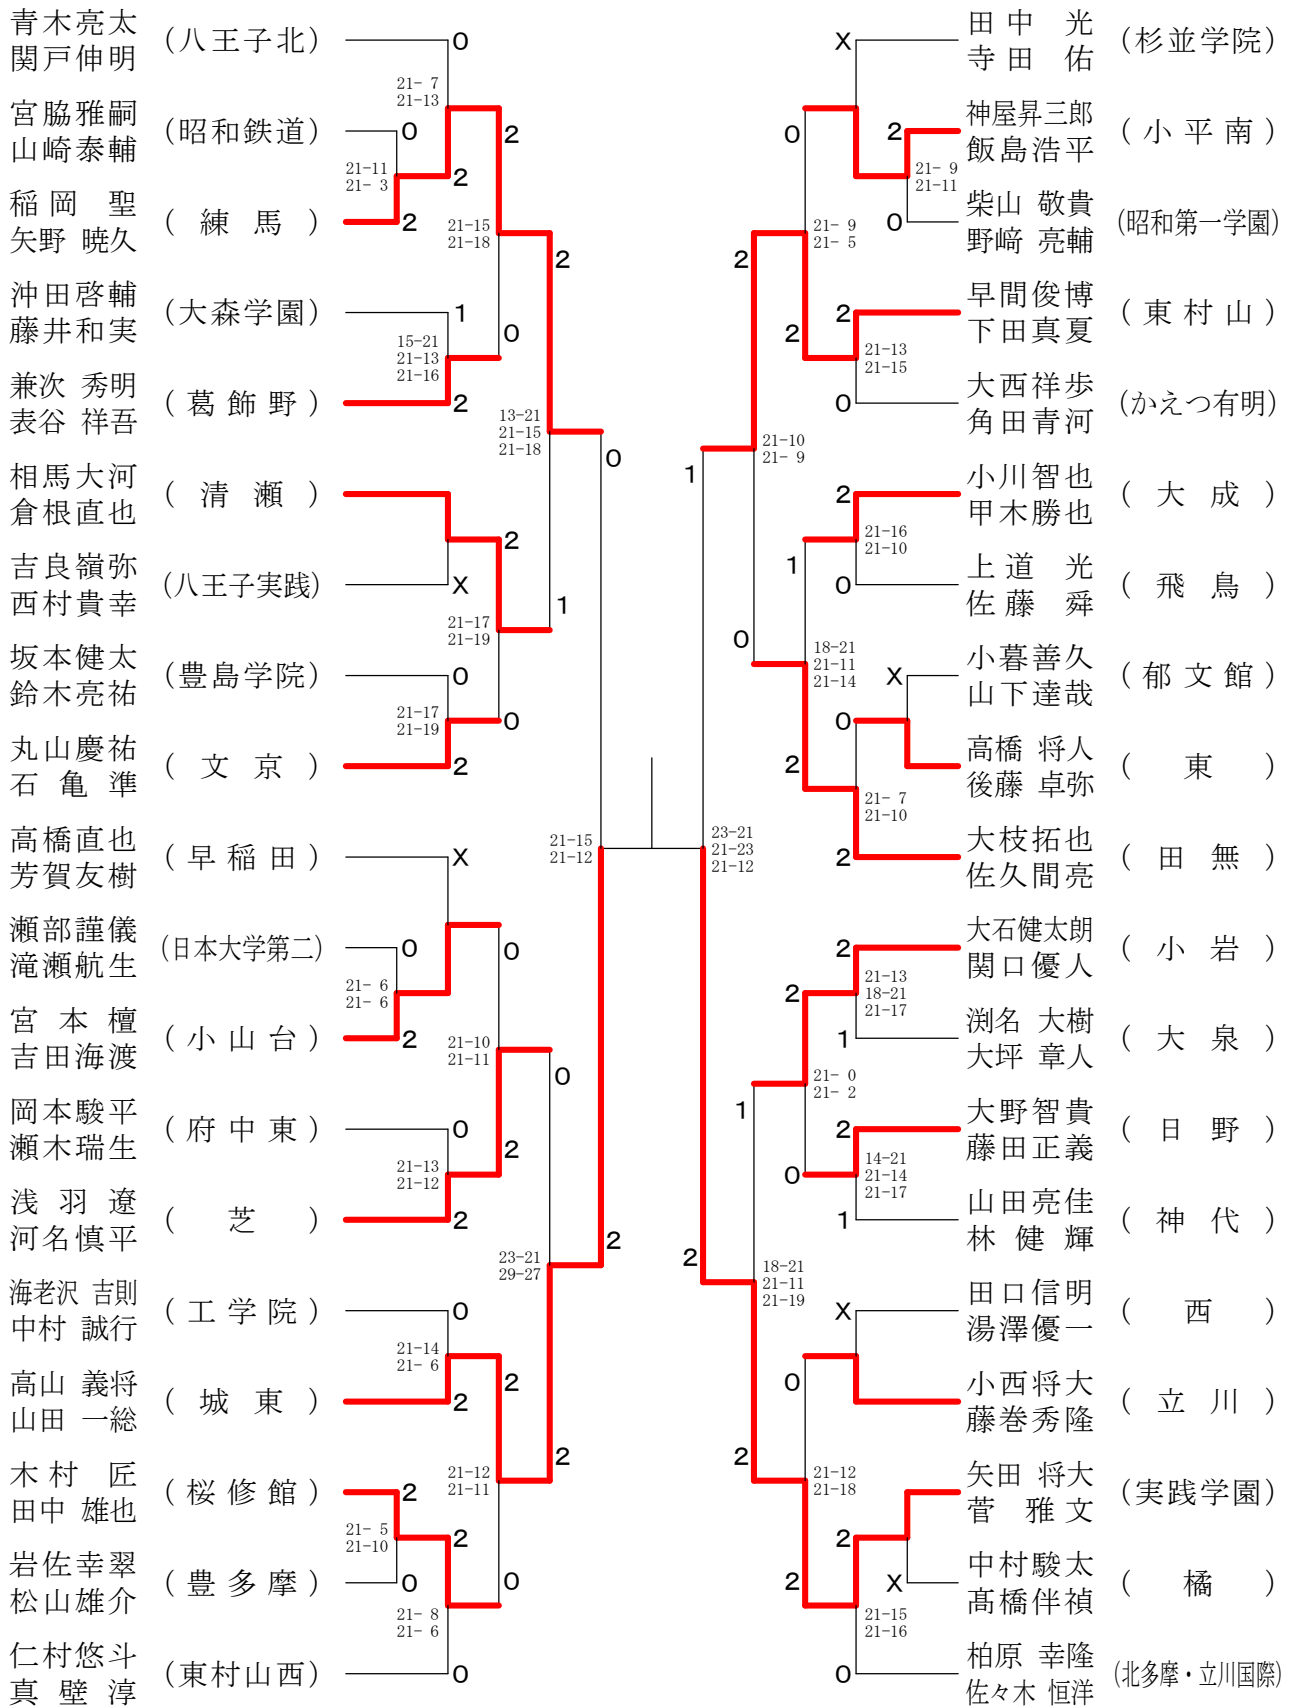 青木亮太
関戸伸明
(八王子北)
0
21- 7
21-13
宮脇雅嗣
山崎泰輔
(昭和鉄道)
0
2
21-11
21- 3
2
稲岡 聖
矢野 暁久
(練馬)
2
21-15
21-18
2
沖田啓輔
藤井和実
(大森学園)
1
0
15-21
21-13
21-16
兼次 秀明
表谷 祥吾
(葛飾野)
2
13-21
21-15
21-18
0
相馬大河
倉根直也
(清瀬)
2
吉良嶺弥
西村貴幸
(八王子実践)
X
1
21-17
21-19
坂本健太
鈴木亮祐
(豊島学院)
0
0
21-17
21-19
丸山慶祐
石亀準
(文京)
2
21-15
21-12
高橋直也
芳賀友樹
(早稲田)
X
瀬部謹儀
滝瀬航生
(日本大学第二)
0
0
21- 6
21- 6
宮本檀
吉田海渡
(小山台)
2
21-10
21-11
0
岡本駿平
瀬木瑞生
(府中東)
0
2
21-13
21-12
浅羽遼
河名慎平
(芝)
2
23-21
29-27
2
海老沢 吉則
中村 誠行
(工学院)
0
21-14
21- 6
2
高山 義将
山田 一総
(城東)
2
21-12
21-11
2
木村 匠
田中 雄也
(桜修館)
2
2
21- 5
21-10
岩佐幸翠
松山雄介
(豊多摩)
0
0
21- 8
21- 6
仁村悠斗
真壁淳
(東村山西)
0
X
田中 光
寺田 佑
(杉並学院)
0
2
神屋昇三郎
飯島浩平
(小平南)
21- 9
21-11
0
柴山 敬貴
野﨑 亮輔
(昭和第一学園)
21- 9
21- 5
2
2
2
早間俊博
下田真夏
(東村山)
21-13
21-15
0
大西祥歩
角田青河
(かえつ有明)
21-10
21- 9
1
2
小川智也
甲木勝也
(大成)
21-16
21-10
1
0
上道 光
佐藤 舜
(飛鳥)
0
18-21
21-11
21-14
X
小暮善久
山下達哉
(郁文館)
0
2
高橋 将人
後藤 卓弥
(東)
21- 7
21-10
2
大枝拓也
佐久間亮
(田無)
23-21
21-23
21-12
2
大石健太朗
関口優人
(小岩)
2
21-13
18-21
21-17
1
渕名 大樹
大坪 章人
(大泉)
21- 0
21- 2
1
2
大野智貴
藤田正義
(日野)
0
14-21
21-14
21-17
1
山田亮佳
林健輝
(神代)
2
18-21
21-11
21-19
X
田口信明
湯澤優一
(西)
0
小西将大
藤巻秀隆
(立川)
2
21-12
21-18
矢田 将大
菅 雅文
(実践学園)
2
2
X
中村駿太
髙橋伴禎
(橘)
21-15
21-16
0
柏原 幸隆
佐々木 恒洋
(北多摩・立川国際)